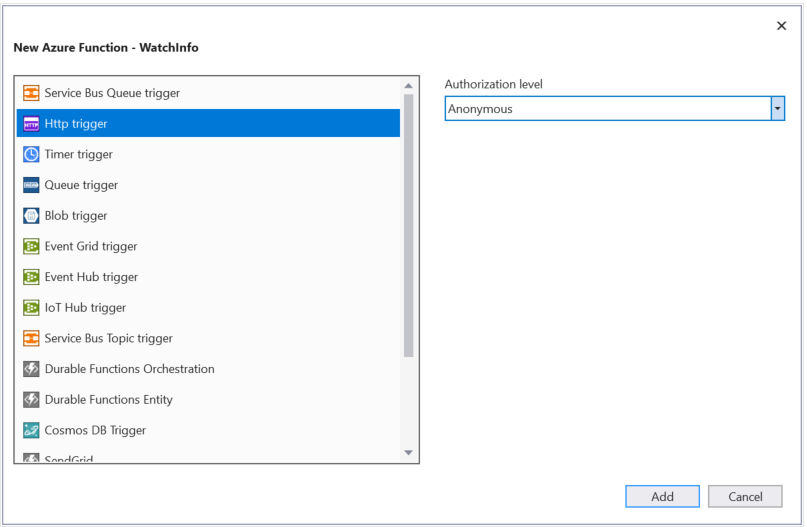 New Azure Function - WatchInfo
Service Bus Queue trigger
HTTP Http trigger
Timer trigger
Queue trigger
Blob trigger
Event Grid trigger
Event Hub trigger
IoT Hub trigger
Service Bus Topic trigger
Durable Functions Orchestration
Durable Functions Entity
Cosmos DB Trigger
SendGrid
Authorization level
Anonymous
Add
Cancel